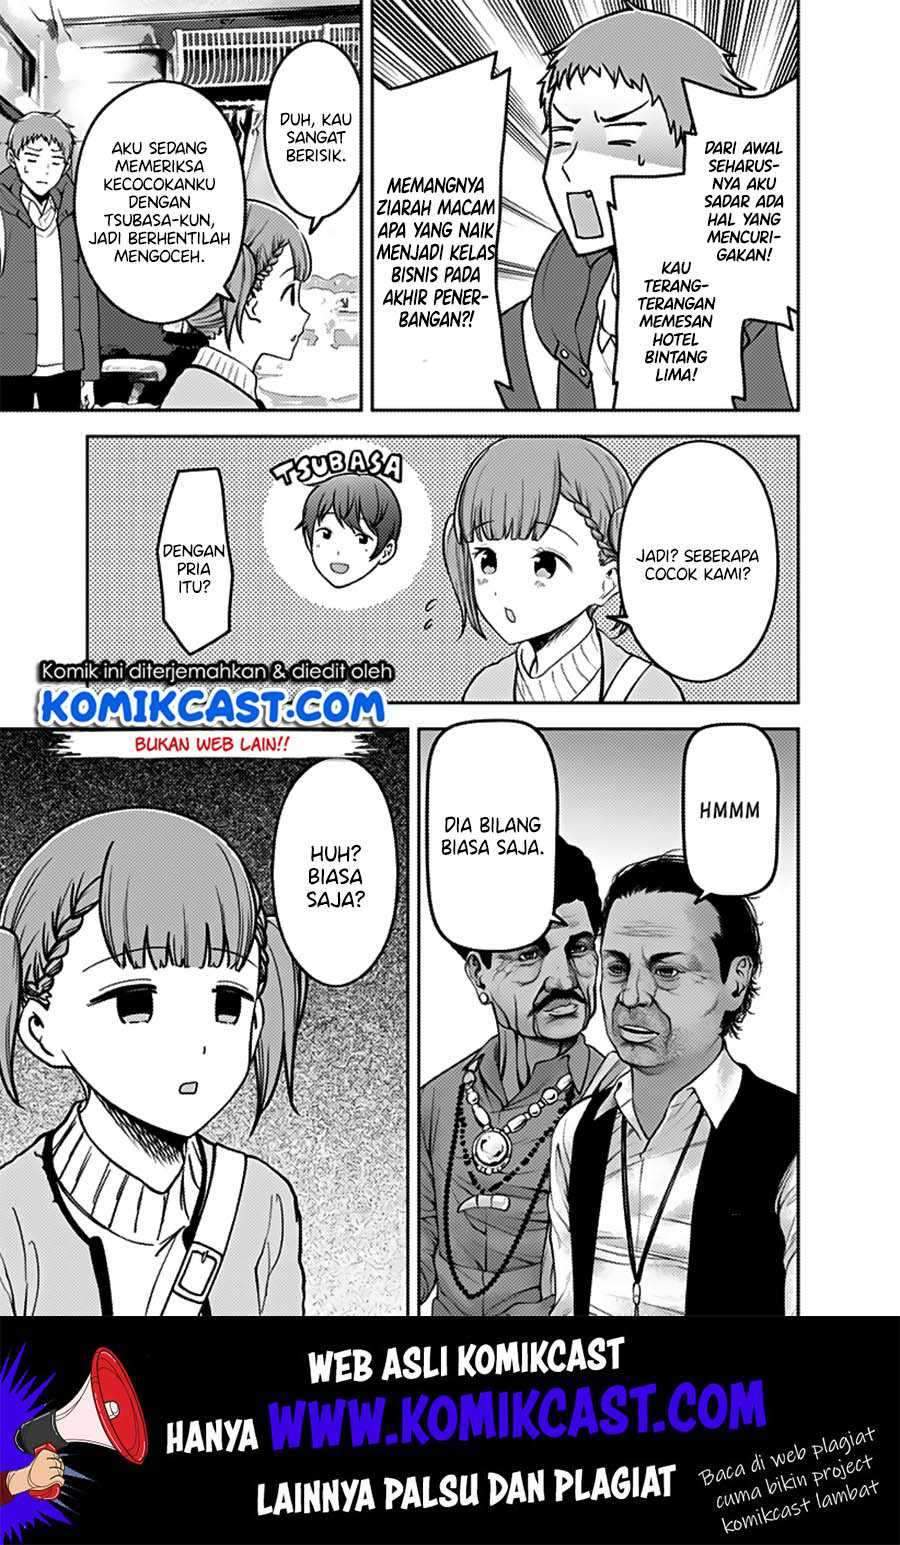 DARI AWAL
SEHARUS-
NYA AKU
SADAR ADA
HAL YANG
MENCURI-
GAKAN!
KAU
TERANG-
TERANGAN
MEMESAN
HOTEL
BINTANG
LIMA!
MEMANGNYA
ZIARAH MACAM
APA YANG NAIK
MENJADI KELAS
BISNIS PADA
AKHIR PENER-
BANGAN?!
DUH, KAU
SANGAT
BERISIK.
AKU SEDANG
MEMERIKSA
KECOCOKANKU
DENGAN
TSUBASA-KUN,
JADI BERHENTILAH
MENGOCEH.
JADI? SEBERAPA
COCOK KAMI?
TSUBASA
DENGAN
PRIA
ITU?
Komik ini diterjemahkan & diedit oleh
KOMIKCAST.COM
BUKAN WEB LAIN!!
HMMM
DIA BILANG
BIASA SAJA.
HUH?
BIASA
SAJA?
WEB ASLI KOMIKCAST
HANYA WWW.KOMIKCAST.COM
LAINNYA PALSU DAN PLAGIAT
Baca di web plagiat
cuma bikin project
komikcast lambat